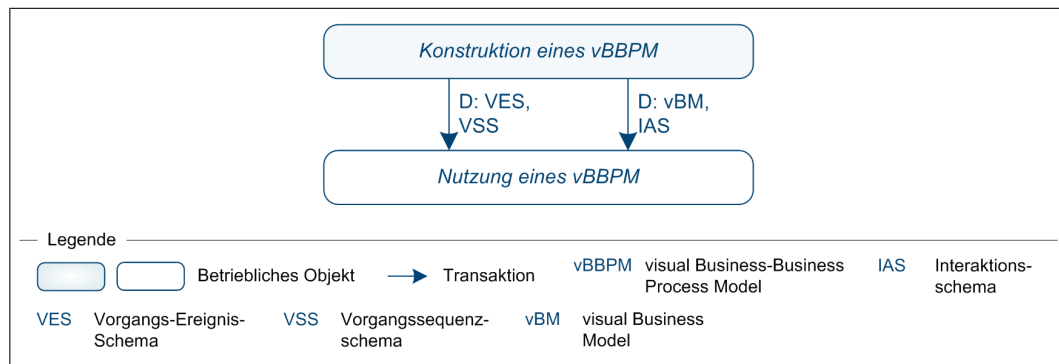 Konstruktion eines vBBPM
D: VES,
VSS
D: vBM,
IAS
Nutzung eines vBBPM
Legende
Betriebliches Objekt
Transaktion
vBBPM visual Business-Business
Process Model
IAS Interaktions-
schema
VES Vorgangs-Ereignis-
Schema
VSS Vorgangssequenz-
schema
vBM visual Business
Model